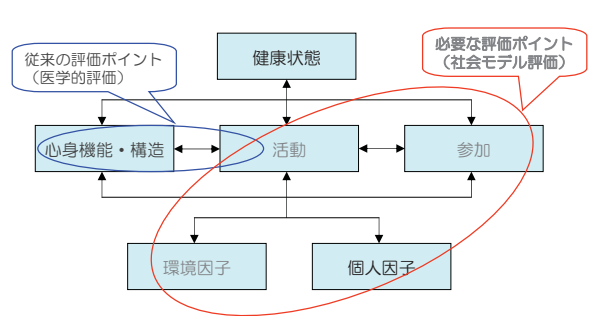 従来の評価ポイント
（医学的評価）
健康状態
必要な評価ポイント
（社会モデル評価）
心身機能・構造
活動
参加
環境因子
個人因子